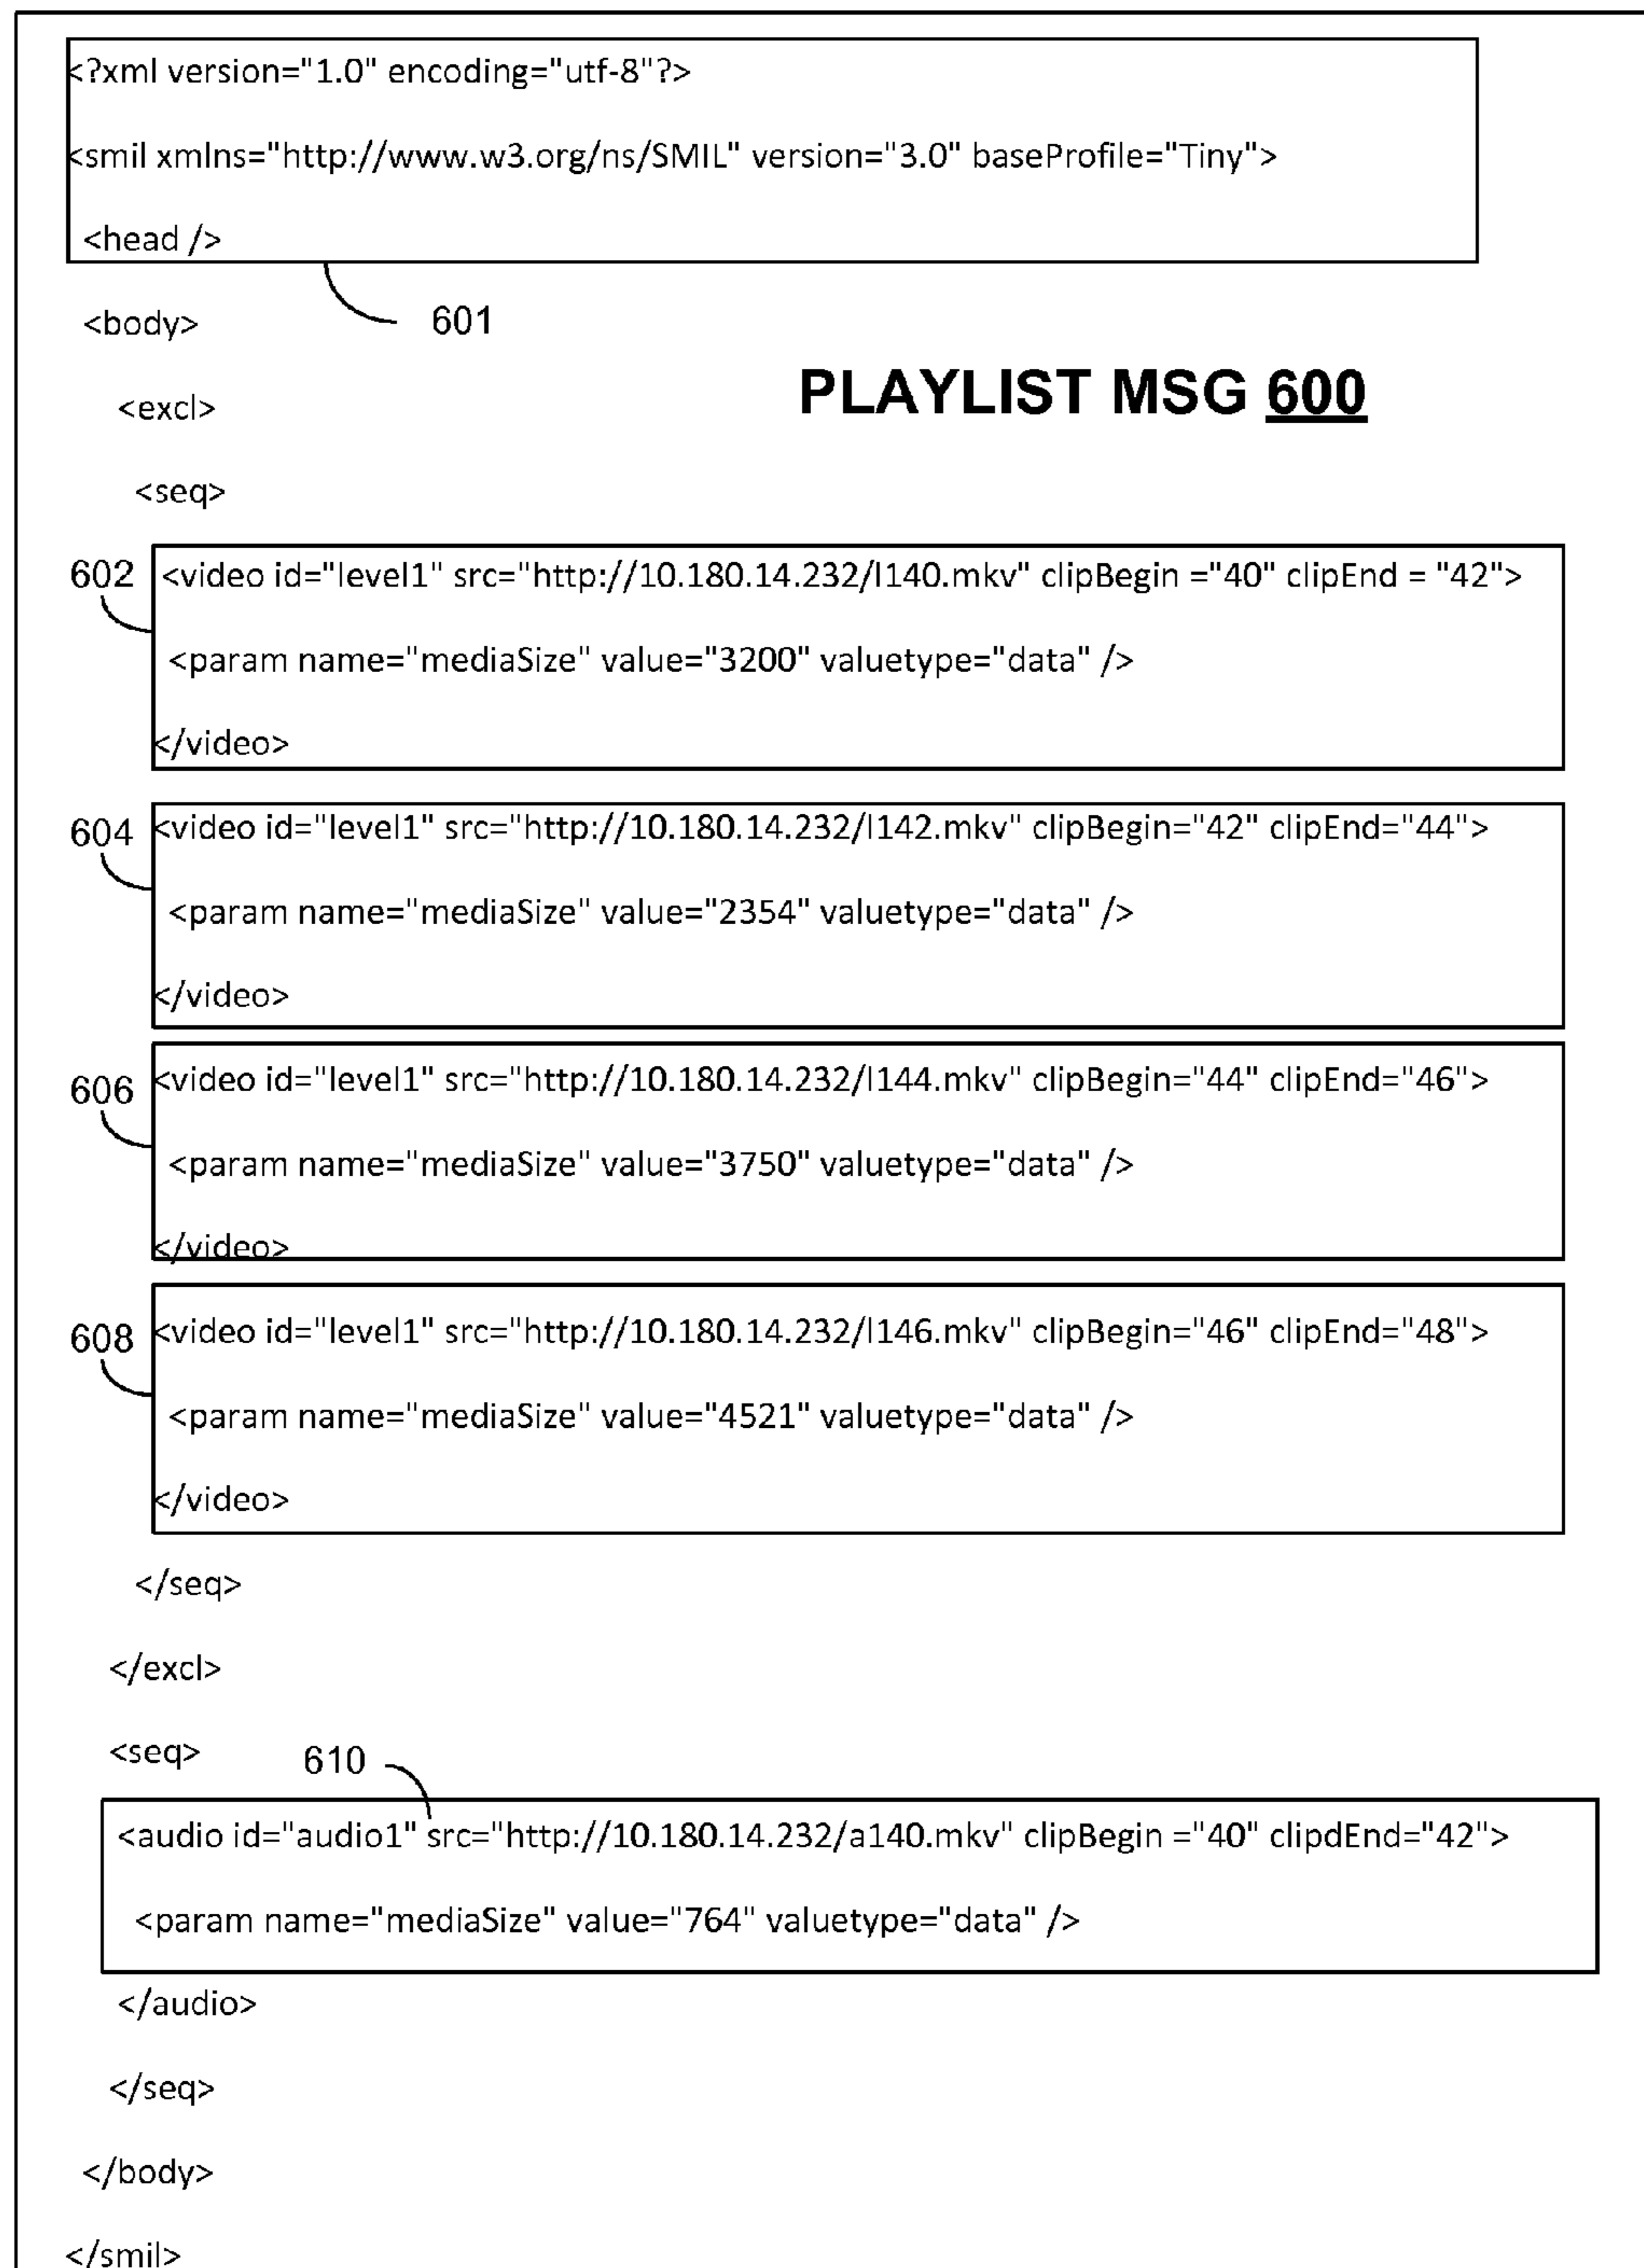 <?xml version="1.0" encoding="utf-8"?>
<smil xmlns="http://www.w3.org/ns/SMIL" version="3.0" baseProfile="Tiny">
<head />
601
<body>
PLAYLIST MSG 600
<excl>
<seq>
602
<video id="level1" src="http://10.180.14.232/l140.mkv" clipBegin ="40" clipEnd = "42">
<param name="mediaSize" value="3200" valuetype="data" />
</video>
604
<video id="level1" src="http://10.180.14.232/l142.mkv" clipBegin="42" clipEnd="44">
<param name="mediaSize" value="2354" valuetype="data" />
</video>
606
<video id="level1" src="http://10.180.14.232/l144.mkv" clipBegin="44" clipEnd="46">
<param name="mediaSize" value="3750" valuetype="data" />
</video>
608
<video id="level1" src="http://10.180.14.232/l146.mkv" clipBegin="46" clipEnd="48">
<param name="mediaSize" value="4521" valuetype="data" />
</video>
</seq>
</excl>
<seq>
610
<audio id="audio1" src="http://10.180.14.232/a140.mkv" clipBegin ="40" clipdEnd="42">
<param name="mediaSize" value="764" valuetype="data" />
</audio>
</seq>
</body>
</smil>